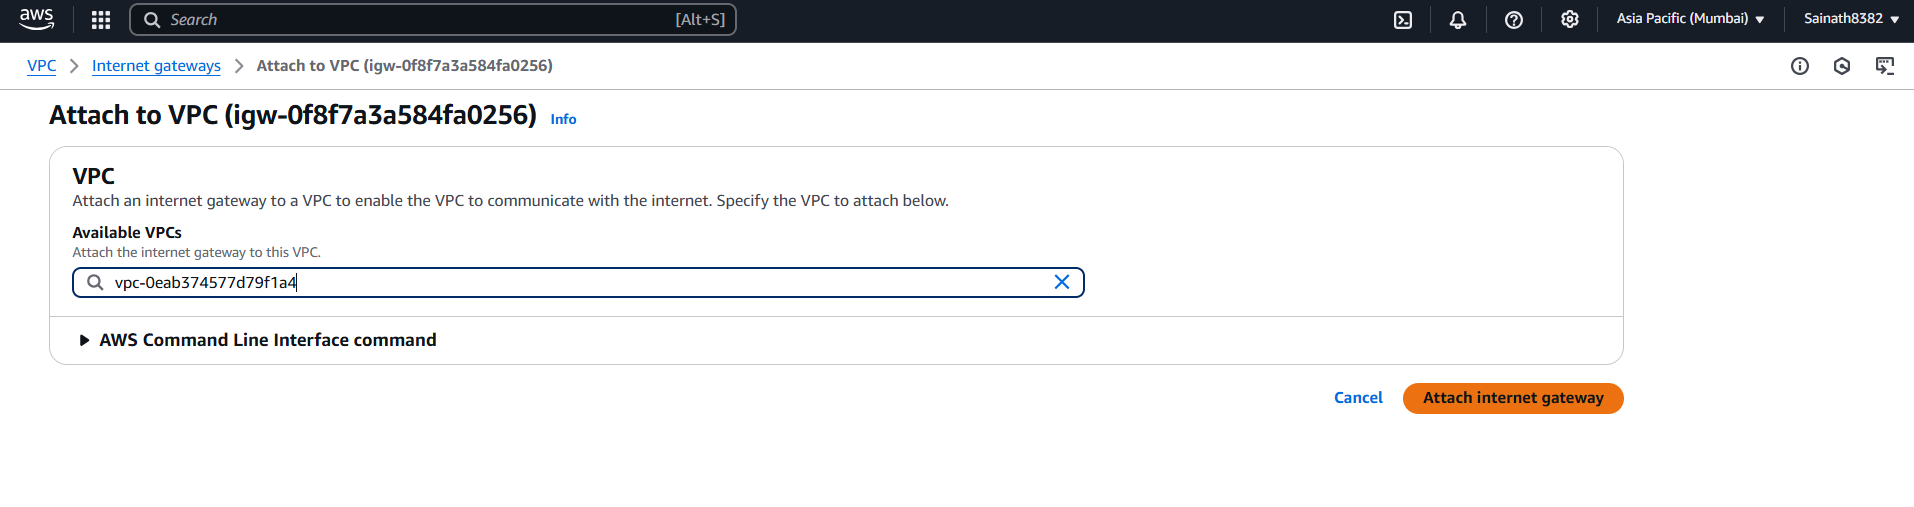 aws
Search [Alt+S]
Asia Pacific (Mumbai)
Sainath8382
VPC
Internet gateways
Attach to VPC (igw-0f8f7a3a584fa0256)
Attach to VPC (igw-0f8f7a3a584fa0256) Info
VPC
Attach an internet gateway to a VPC to enable the VPC to communicate with the internet. Specify the VPC to attach below.
Available VPCs
Attach the internet gateway to this VPC.
vpc-0eab374577d79f1a4
AWS Command Line Interface command
Cancel
Attach internet gateway